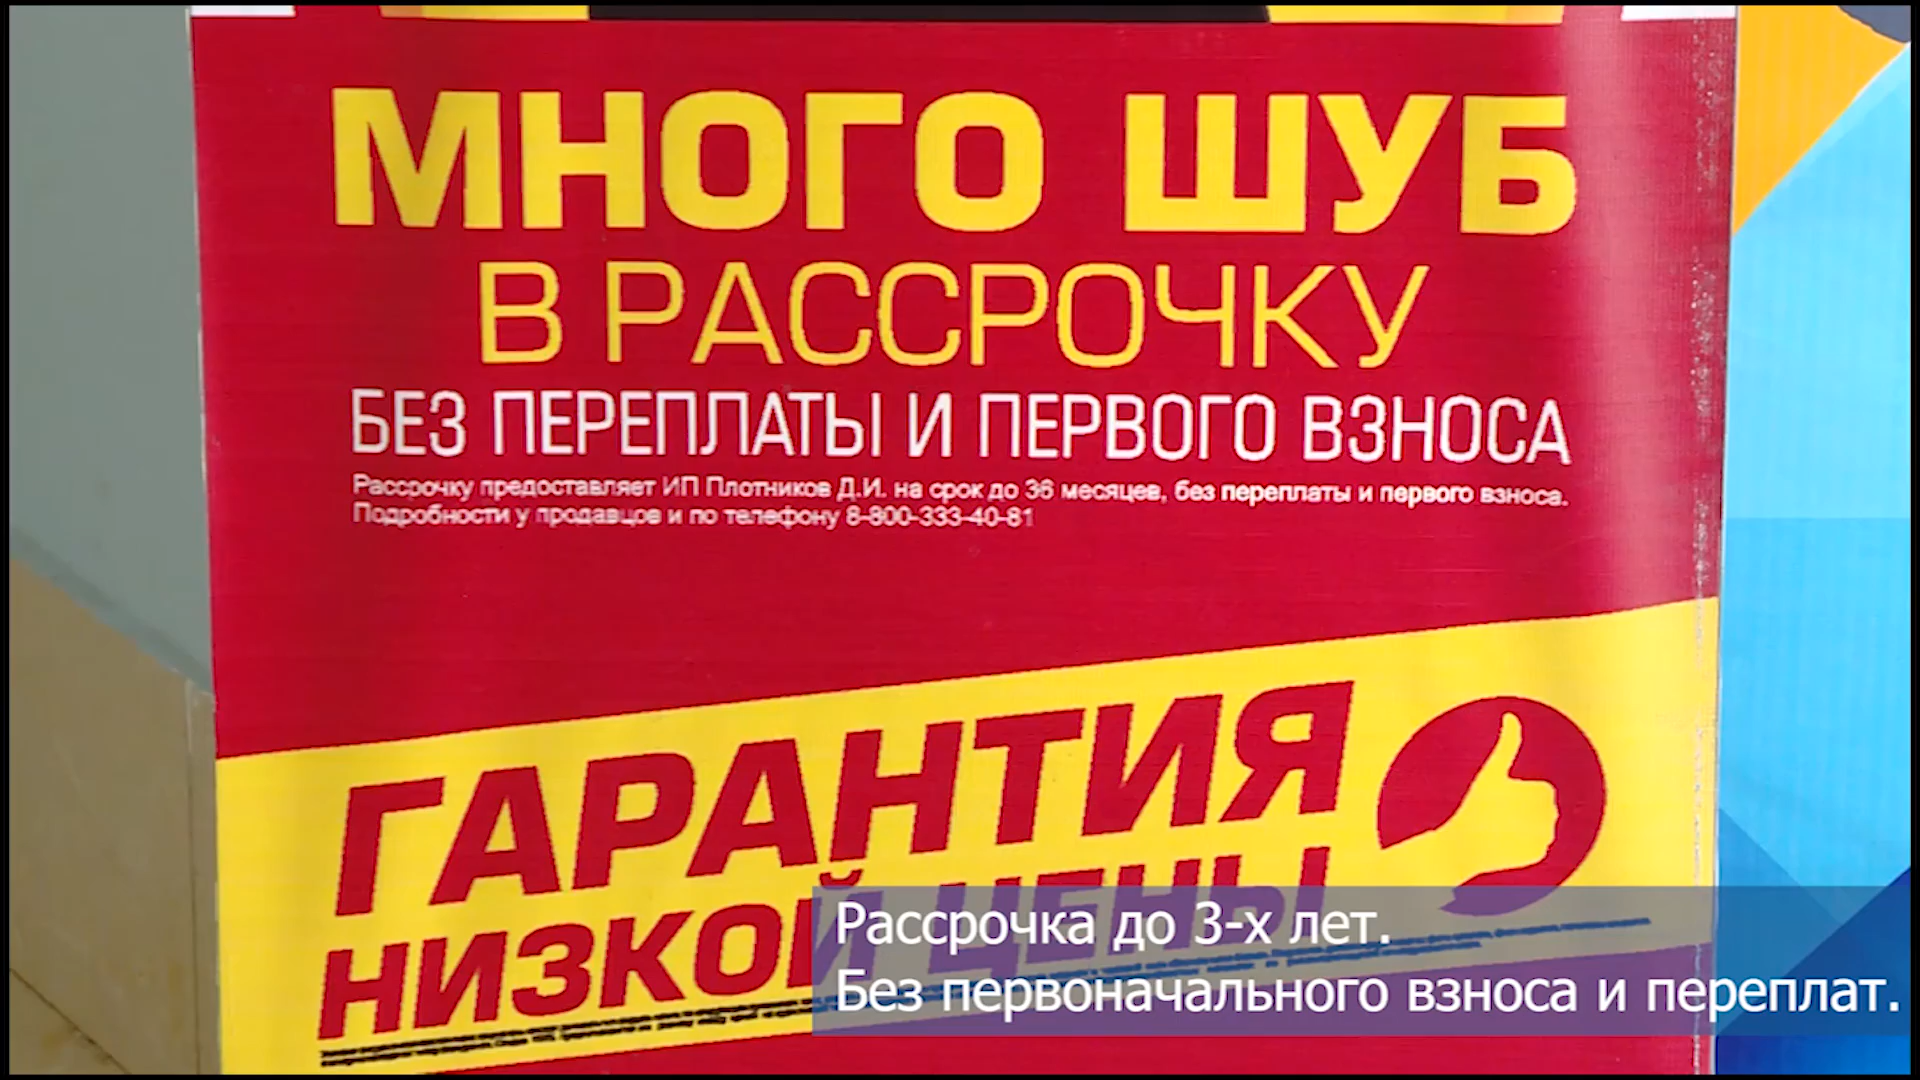 МНОГО ШУБ
В РАССРОЧКУ
БЕЗ ПЕРЕПЛАТЫ И ПЕРВОГО ВЗНОСА
Рассрочку предоставляет ИП Плотников Д.И. на срок до 36 месяцев, без переплаты и первого взноса.
Подробности у продавцов и по телефону 8-800-333-40-81
ГАРАНТИЯ
НИЗКОЙ ЦЕНЫ
Рассрочка до 3-х лет.
Без первоначального взноса и переплат.